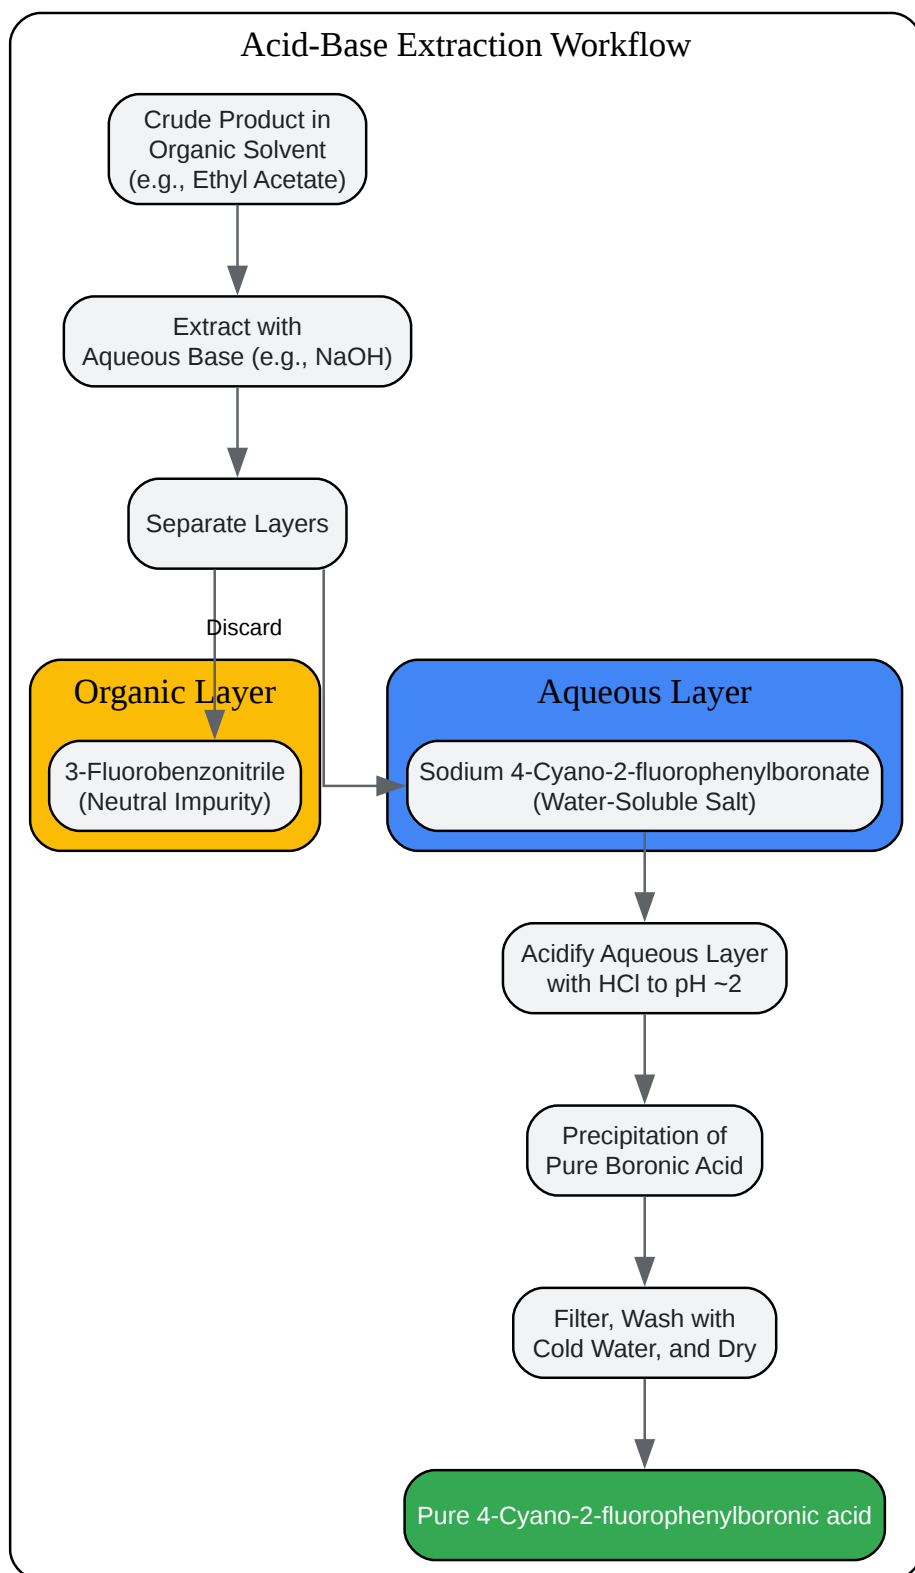 Acid-Base Extraction Workflow
Crude Product in
Organic Solvent
(e.g., Ethyl Acetate)
Extract with
Aqueous Base (e.g., NaOH)
Separate Layers
Discard
Organic Layer
3-Fluorobenzonitrile
(Neutral Impurity)
Aqueous Layer
Sodium 4-Cyano-2-fluorophenylboronate
(Water-Soluble Salt)
Acidify Aqueous Layer
with HCl to pH ~2
Precipitation of
Pure Boronic Acid
Filter, Wash with
Cold Water, and Dry
Pure 4-Cyano-2-fluorophenylboronic acid